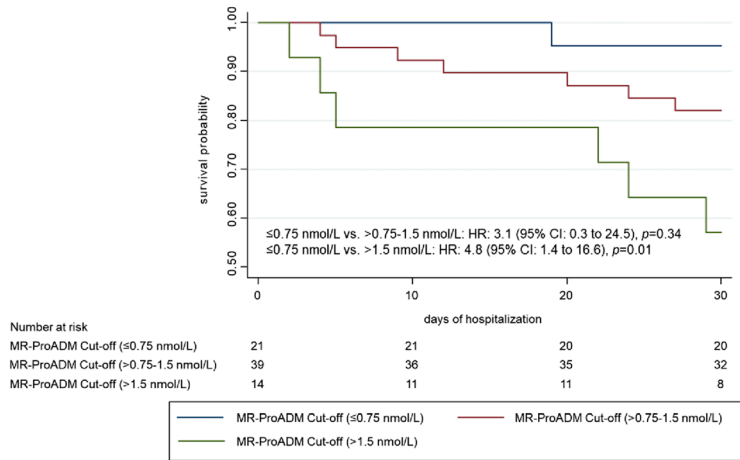 1.00
0.90
0.80
0.70
0.60
0.50
survival probability
≤0.75 nmol/L vs. >0.75-1.5 nmol/L: HR: 3.1 (95% CI: 0.3 to 24.5), p=0.34
≤0.75 nmol/L vs. >1.5 nmol/L: HR: 4.8 (95% CI: 1.4 to 16.6), p=0.01
0 10 20 30
days of hospitalization
Number at risk
MR-ProADM Cut-off (≤0.75 nmol/L) 21 21 20 20
MR-ProADM Cut-off (>0.75-1.5 nmol/L) 39 36 35 32
MR-ProADM Cut-off (>1.5 nmol/L) 14 11 11 8
MR-ProADM Cut-off (≤0.75 nmol/L) MR-ProADM Cut-off (>0.75-1.5 nmol/L)
MR-ProADM Cut-off (>1.5 nmol/L)